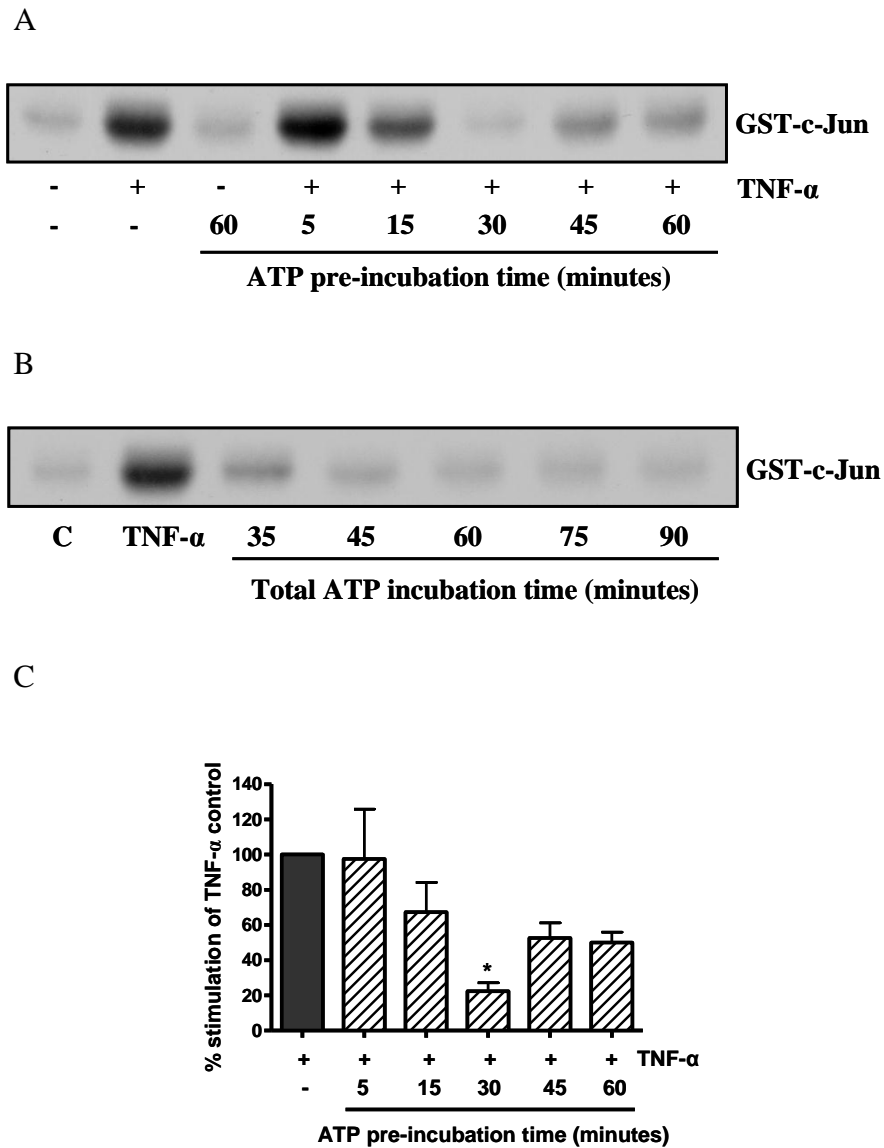 A
GST-c-Jun
- + - + + + + + TNF-α
- - 60 5 15 30 45 60
ATP pre-incubation time (minutes)
B
GST-c-Jun
C TNF-α 35 45 60 75 90
Total ATP incubation time (minutes)
C
% stimulation of TNF-α control
140
120
100
80
60
40
20
0
*
+ + + + + + TNF-α
- 5 15 30 45 60
ATP pre-incubation time (minutes)